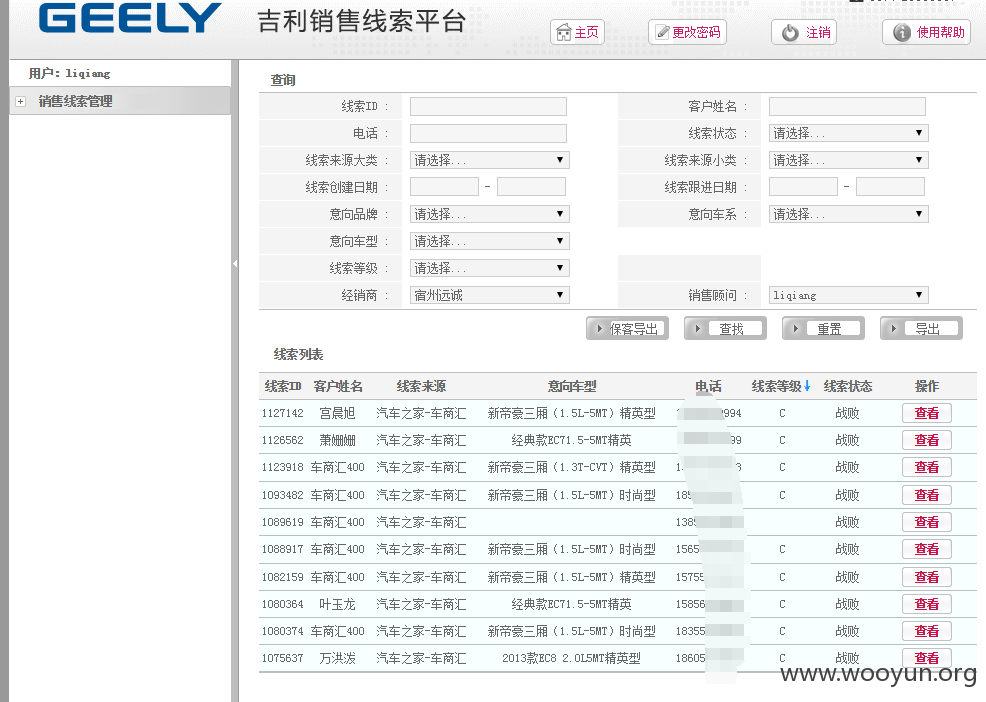 GEELY 吉利销售线索平台
主页 更改密码 注销 使用帮助
用户: liqiang
销售线索管理
查询
线索ID : 客户姓名 :
电话 : 线索状态 : 请选择...
线索来源大类 : 请选择... 线索来源小类 : 请选择...
线索创建日期 : - 线索跟进日期 : -
意向品牌 : 请选择... 意向车系 : 请选择...
意向车型 : 请选择...
线索等级 : 请选择...
经销商 : 宿州远诚 销售顾问 : liqiang
保客导出 查找 重置 导出
线索列表
线索ID 客户姓名 线索来源 意向车型 电话 线索等级↓ 线索状态 操作
1127142 宫晨旭 汽车之家-车商汇 新帝豪三厢（1.5L-5MT）精英型 994 C 战败 查看
1126562 萧姗姗 汽车之家-车商汇 经典款EC71.5-5MT精英 99 C 战败 查看
1123918 车商汇400 汽车之家-车商汇 新帝豪三厢（1.3T-CVT）精英型 3 C 战败 查看
1093482 车商汇400 汽车之家-车商汇 新帝豪三厢（1.5L-5MT）时尚型 185 C 战败 查看
1089619 车商汇400 汽车之家-车商汇 1385 C 战败 查看
1088917 车商汇400 汽车之家-车商汇 新帝豪三厢（1.5L-5MT）时尚型 1565 C 战败 查看
1082159 车商汇400 汽车之家-车商汇 新帝豪三厢（1.5L-5MT）精英型 15755 C 战败 查看
1080364 叶玉龙 汽车之家-车商汇 经典款EC71.5-5MT精英 15856 C 战败 查看
1080374 车商汇400 汽车之家-车商汇 新帝豪三厢（1.5L-5MT）时尚型 18355 C 战败 查看
1075637 万洪泼 汽车之家-车商汇 2013款EC8 2.0L5MT精英型 18605 C 战败 查看
www.wooyun.org